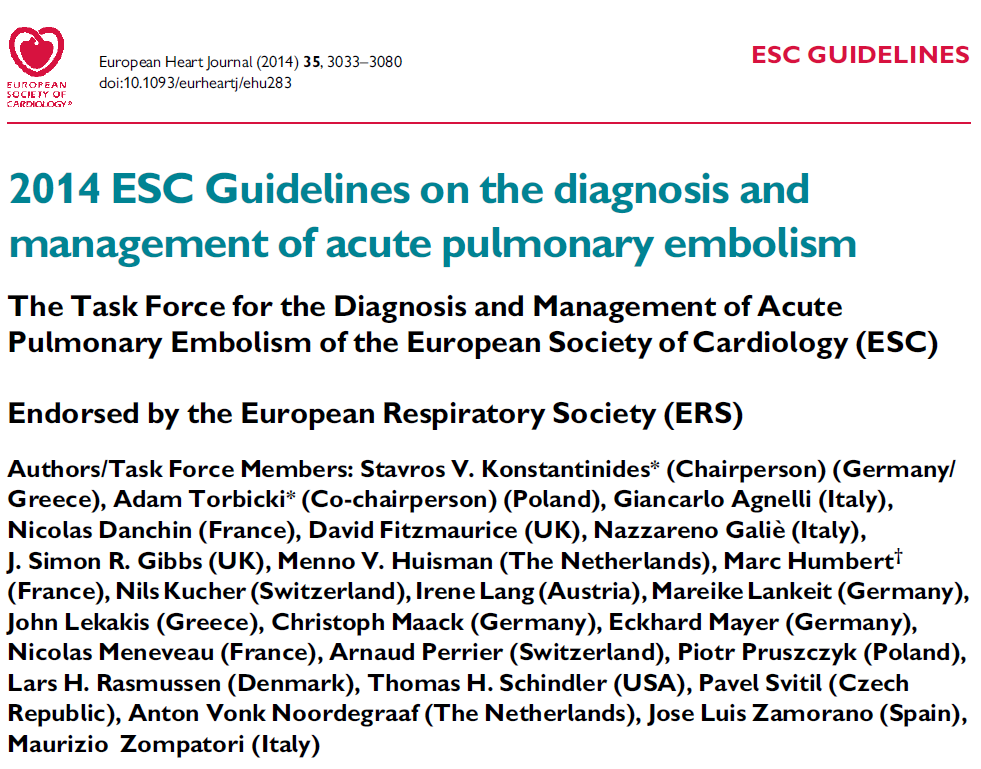 EUROPEAN
SOCIETY OF
CARDIOLOGY®
European Heart Journal (2014) 35, 3033–3080
doi:10.1093/eurheartj/ehu283
ESC GUIDELINES
2014 ESC Guidelines on the diagnosis and
management of acute pulmonary embolism
The Task Force for the Diagnosis and Management of Acute
Pulmonary Embolism of the European Society of Cardiology (ESC)
Endorsed by the European Respiratory Society (ERS)
Authors/Task Force Members: Stavros V. Konstantinides* (Chairperson) (Germany/
Greece), Adam Torbicki* (Co-chairperson) (Poland), Giancarlo Agnelli (Italy),
Nicolas Danchin (France), David Fitzmaurice (UK), Nazzareno Galiè (Italy),
J. Simon R. Gibbs (UK), Menno V. Huisman (The Netherlands), Marc Humbert†
(France), Nils Kucher (Switzerland), Irene Lang (Austria), Mareike Lankeit (Germany),
John Lekakis (Greece), Christoph Maack (Germany), Eckhard Mayer (Germany),
Nicolas Meneveau (France), Arnaud Perrier (Switzerland), Piotr Pruszczyk (Poland),
Lars H. Rasmussen (Denmark), Thomas H. Schindler (USA), Pavel Svitil (Czech
Republic), Anton Vonk Noordegraaf (The Netherlands), Jose Luis Zamorano (Spain),
Maurizio Zompatori (Italy)